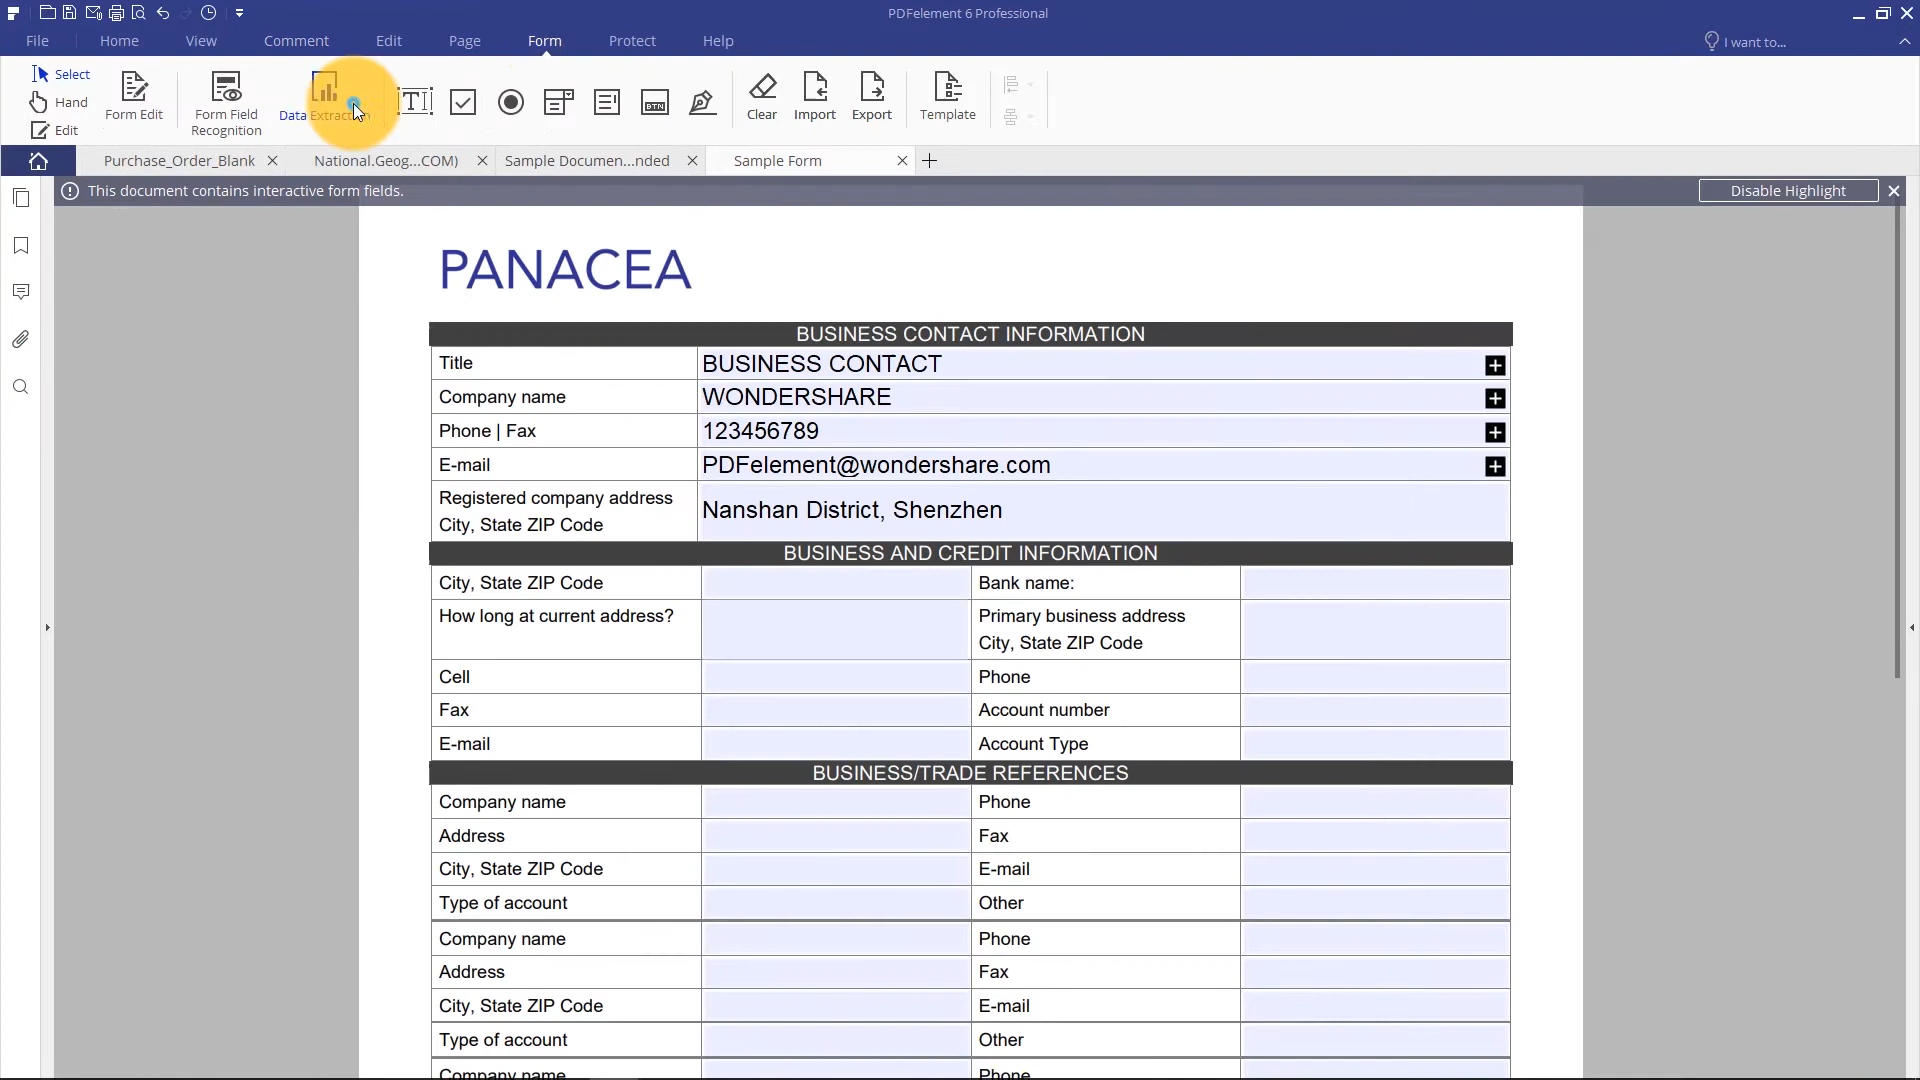 PDFelement 6 Professional
File Home View Comment Edit Page Form Protect Help I want to...
Select
Hand
Edit
Form Edit
Form Field
Recognition
Data Extraction
T
BTN
Clear
Import
Export
Template
Purchase_Order_Blank National.Geog...COM) Sample Documen...nded Sample Form
This document contains interactive form fields. Disable Highlight
PANACEA
BUSINESS CONTACT INFORMATION
Title BUSINESS CONTACT
Company name WONDERSHARE
Phone | Fax 123456789
E-mail PDFelement@wondershare.com
Registered company address
City, State ZIP Code
Nanshan District, Shenzhen
BUSINESS AND CREDIT INFORMATION
City, State ZIP Code Bank name:
How long at current address? Primary business address
City, State ZIP Code
Cell Phone
Fax Account number
E-mail Account Type
BUSINESS/TRADE REFERENCES
Company name Phone
Address Fax
City, State ZIP Code E-mail
Type of account Other
Company name Phone
Address Fax
City, State ZIP Code E-mail
Type of account Other
Company name Phone